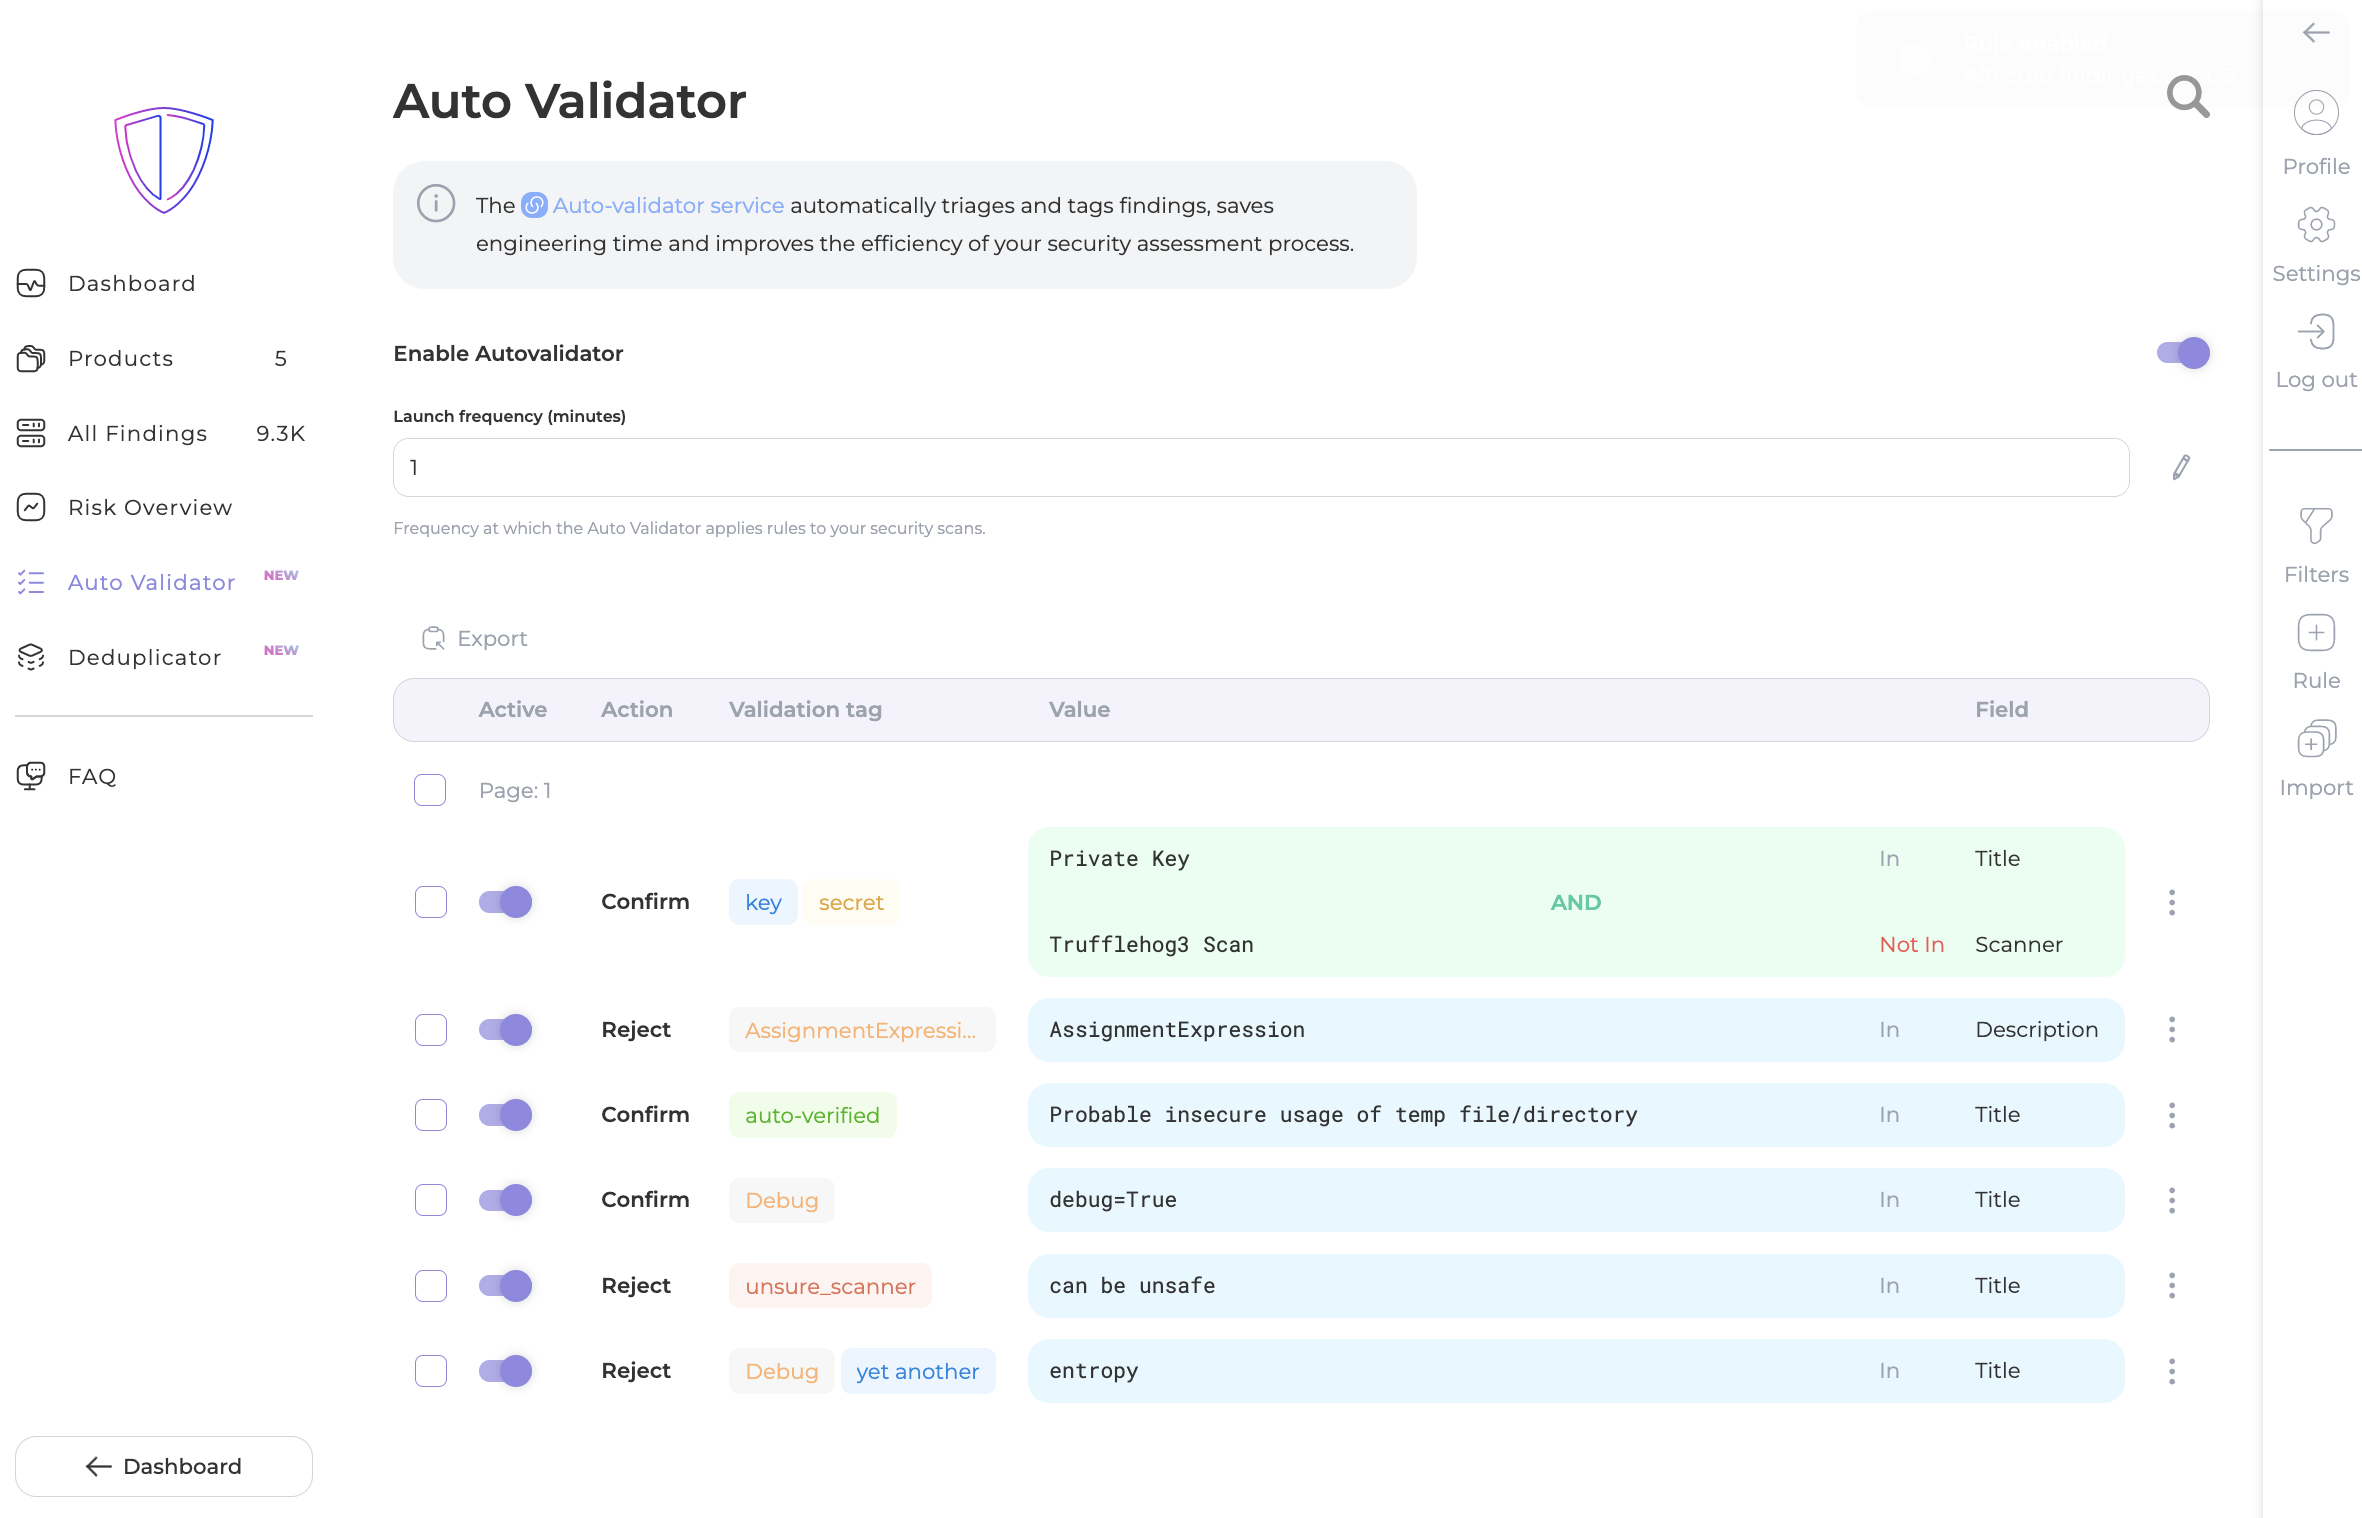 Dashboard
Products 5
All Findings 9.3K
Risk Overview
Auto Validator NEW
Deduplicator NEW
FAQ
Dashboard
Auto Validator
The Auto-validator service automatically triages and tags findings, saves
engineering time and improves the efficiency of your security assessment process.
Enable Autovalidator
Launch frequency (minutes)
1
Frequency at which the Auto Validator applies rules to your security scans.
Export
Active Action Validation tag Value Field
Page: 1
Private Key In Title
Confirm key secret AND
Trufflehog3 Scan Not In Scanner
Reject AssignmentExpressi... AssignmentExpression In Description
Confirm auto-verified Probable insecure usage of temp file/directory In Title
Confirm Debug debug=True In Title
Reject unsure_scanner can be unsafe In Title
Reject Debug yet another entropy In Title
Rule enabled
Profile
Settings
Log out
Filters
Rule
Import